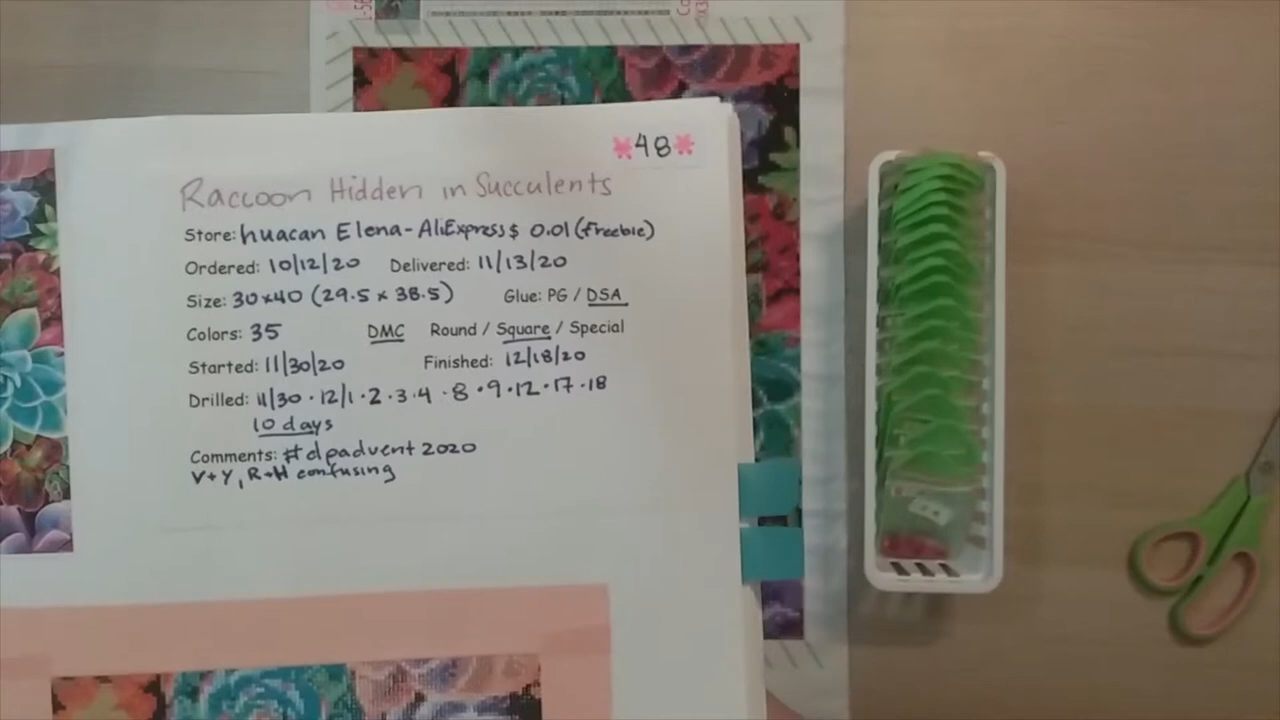 *48*
Raccoon Hidden in Succulents
Store: huacan Elena-AliExpress $ 0.01 (freebie)
Ordered: 10/12/20 Delivered: 11/13/20
Size: 30x40 (29.5 x 38.5) Glue: PG / DSA
Colors: 35 DMC Round / Square / Special
Started: 11/30/20 Finished: 12/18/20
Drilled: 11/30 · 12/1 · 2 · 3 · 4 · 8 · 9 · 12 · 17 · 18
10 days
Comments: #dpadvent 2020
V+Y, R+H confusing